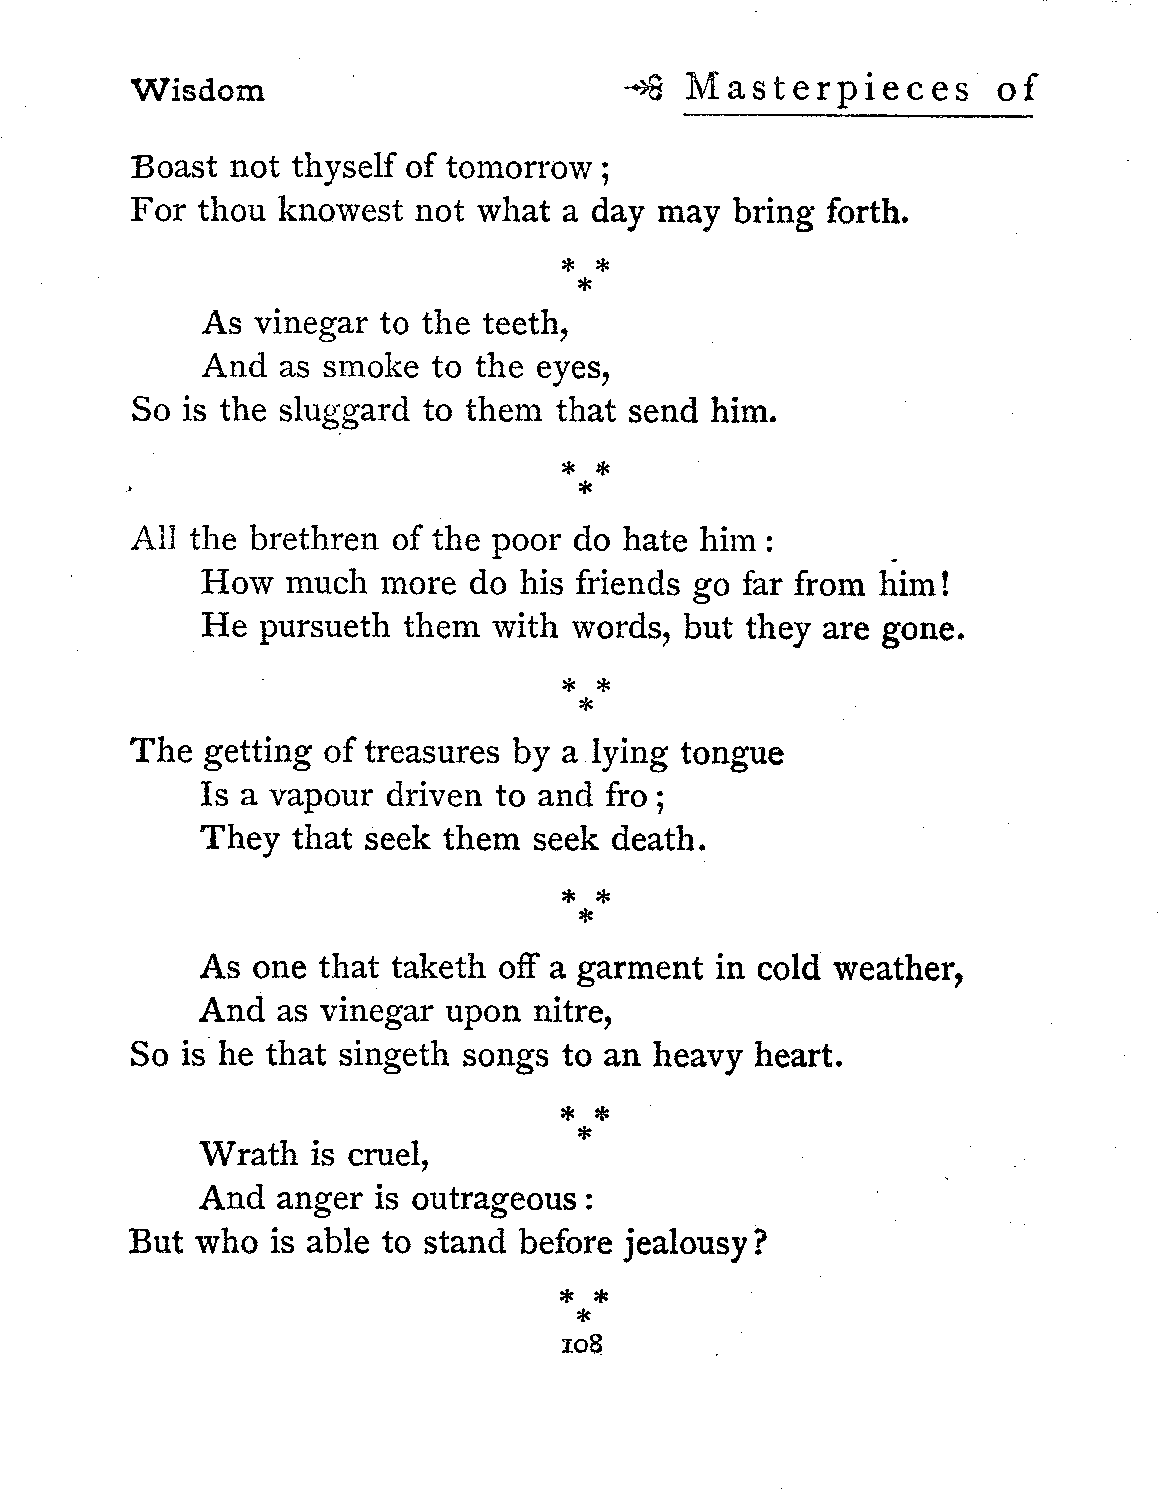 Wisdom Masterpieces of
Boast not thyself of tomorrow ;
For thou knowest not what a day may bring forth.
* *
*
As vinegar to the teeth,
And as smoke to the eyes,
So is the sluggard to them that send him.
* *
*
All the brethren of the poor do hate him :
How much more do his friends go far from him!
He pursueth them with words, but they are gone.
* *
*
The getting of treasures by a lying tongue
Is a vapour driven to and fro ;
They that seek them seek death.
* *
*
As one that taketh off a garment in cold weather,
And as vinegar upon nitre,
So is he that singeth songs to an heavy heart.
* *
*
Wrath is cruel,
And anger is outrageous :
But who is able to stand before jealousy ?
* *
*
108